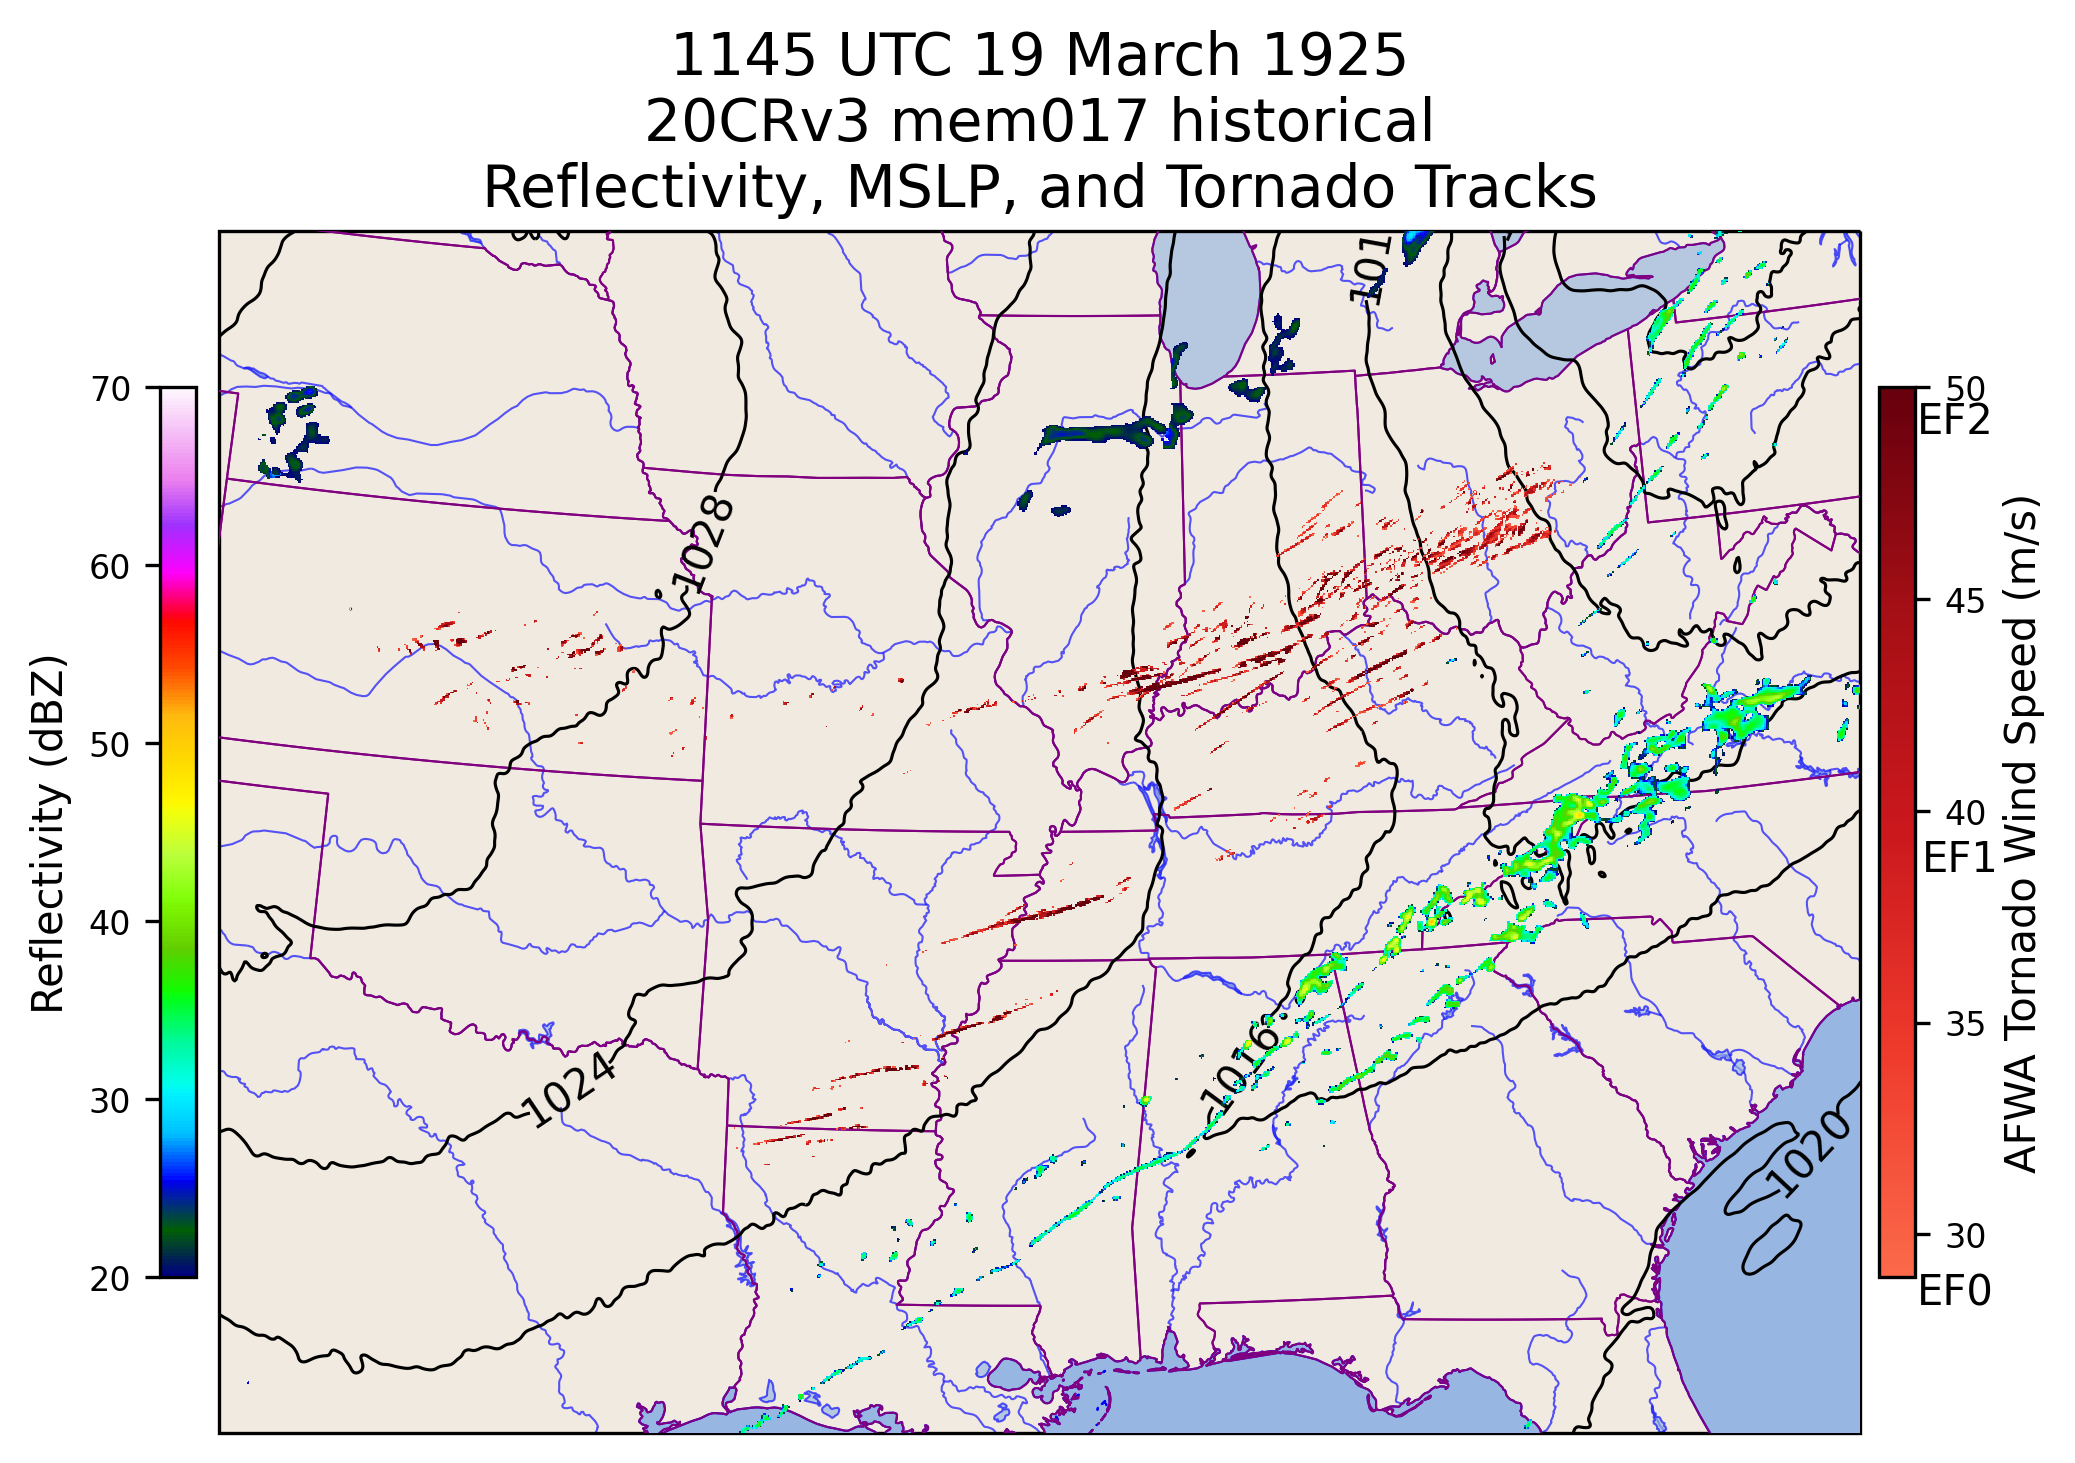 1145 UTC 19 March 1925
20CRv3 mem017 historical
Reflectivity, MSLP, and Tornado Tracks
70
60
50
40
30
20
Reflectivity (dBZ)
101
1028
1024
1016
1020
50
EF2
45
40
EF1
35
30
EF0
AFWA Tornado Wind Speed (m/s)